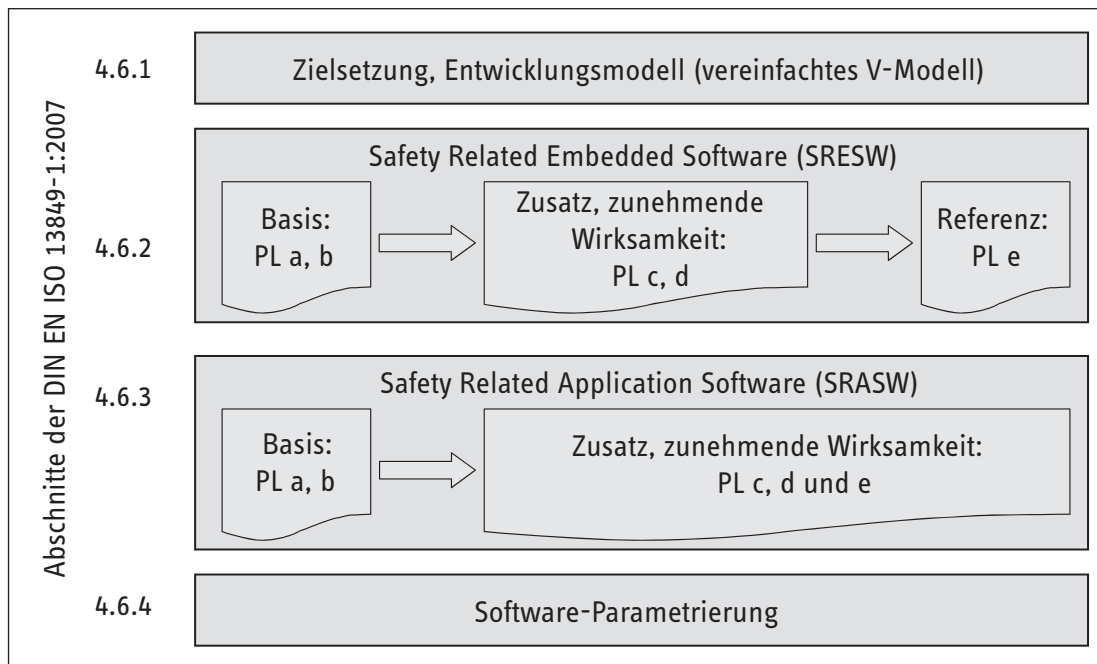 Abschnitte der DIN EN ISO 13849-1:2007
4.6.1
Zielsetzung, Entwicklungsmodell (vereinfachtes V-Modell)
4.6.2
Safety Related Embedded Software (SRESW)
Basis:
PL a, b
Zusatz, zunehmende
Wirksamkeit:
PL c, d
Referenz:
PL e
4.6.3
Safety Related Application Software (SRASW)
Basis:
PL a, b
Zusatz, zunehmende Wirksamkeit:
PL c, d und e
4.6.4
Software-Parametrierung